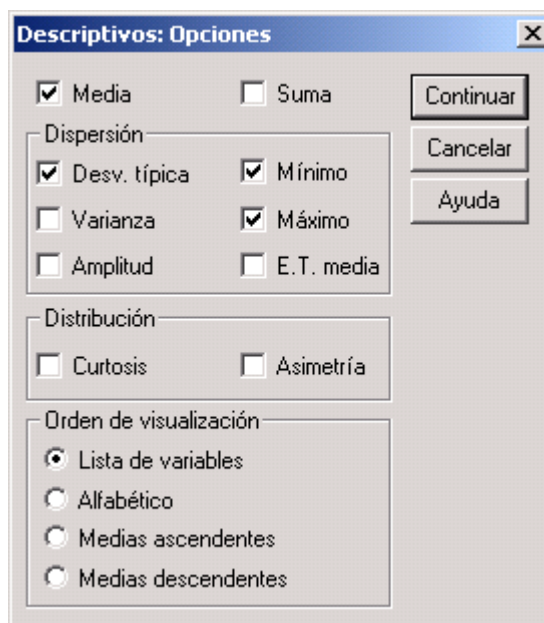 Descriptivos: Opciones
Media Suma
Continuar
Dispersión
Cancelar
Desv. típica Mínimo
Ayuda
Varianza Máximo
Amplitud E.T. media
Distribución
Curtosis Asimetría
Orden de visualización
Lista de variables
Alfabético
Medias ascendentes
Medias descendentes